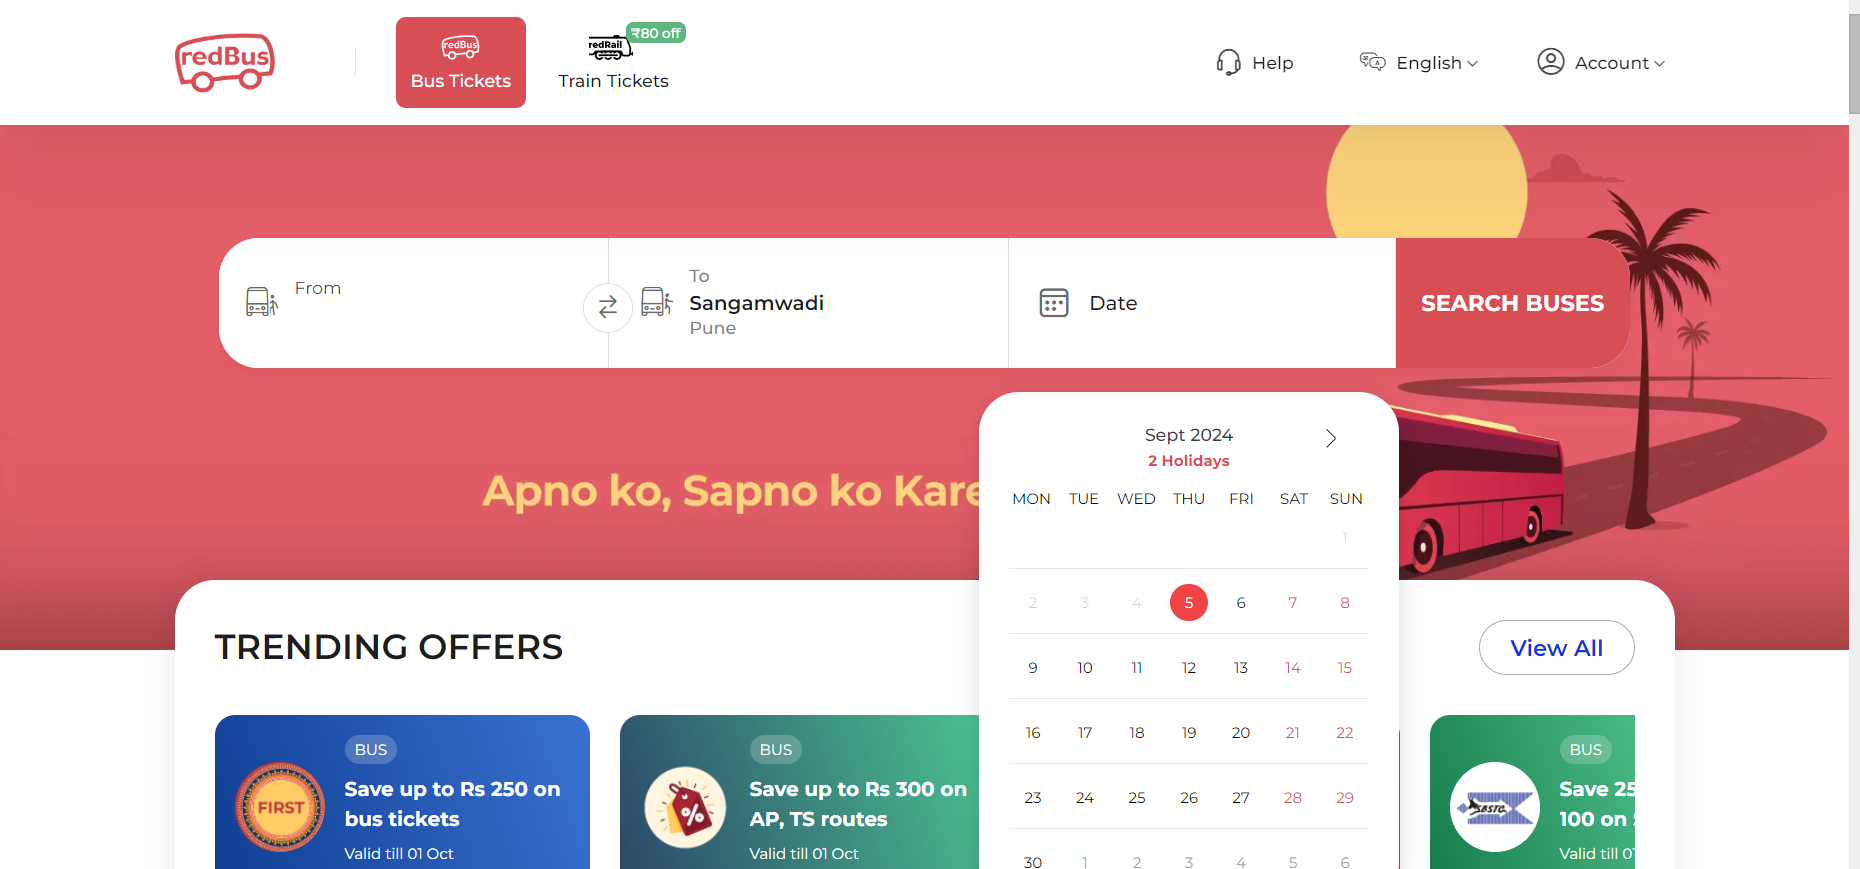 redBus
redBus
Bus Tickets
redRail
₹80 off
Train Tickets
Help
English
Account
From
To
Sangamwadi
Pune
Date
SEARCH BUSES
Apno ko, Sapno ko Kare
Sept 2024
2 Holidays
MON TUE WED THU FRI SAT SUN
1
2 3 4 5 6 7 8
9 10 11 12 13 14 15
16 17 18 19 20 21 22
23 24 25 26 27 28 29
30 1 2 3 4 5 6
TRENDING OFFERS
View All
BUS
FIRST
Save up to Rs 250 on
bus tickets
Valid till 01 Oct
BUS
%
Save up to Rs 300 on
AP, TS routes
Valid till 01 Oct
BUS
SBSTC
Save 25
100 on
Valid till 01